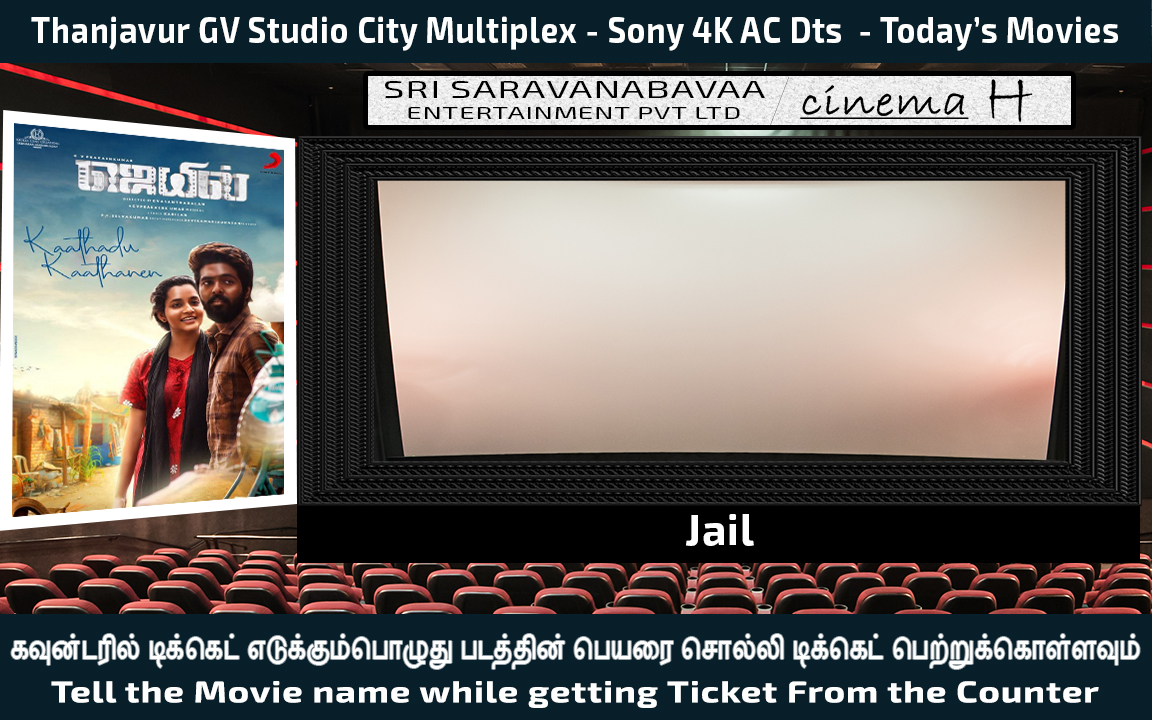 Thanjavur GV Studio City Multiplex - Sony 4K AC Dts - Today's Movies
SRI SARAVANABAVAA
ENTERTAINMENT PVT LTD
cinema H
ஜெயில்
Kaathadu
Kaathanen
Jail
கவுன்டரில் டிக்கெட் எடுக்கும்பொழுது படத்தின் பெயரை சொல்லி டிக்கெட் பெற்றுக்கொள்ளவும்
Tell the Movie name while getting Ticket From the Counter